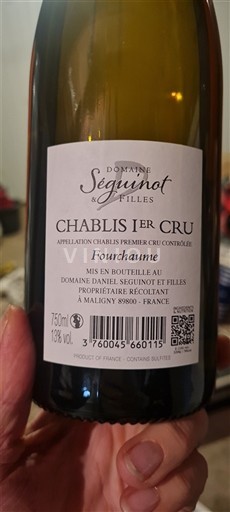 DOMAINE
Séguinot
& FILLES
CHABLIS IER CRU
APPELLATION CHABLIS PREMIER CRU CONTRÔLÉE
Fourchaume
MIS EN BOUTEILLE AU
DOMAINE DANIEL SEGUINOT ET FILLES
PROPRIÉTAIRE RÉCOLTANT
À MALIGNY 89800 - FRANCE
750ml
13% vol.
3 760045 660115
PRODUCT OF FRANCE - CONTAINS SULFITES